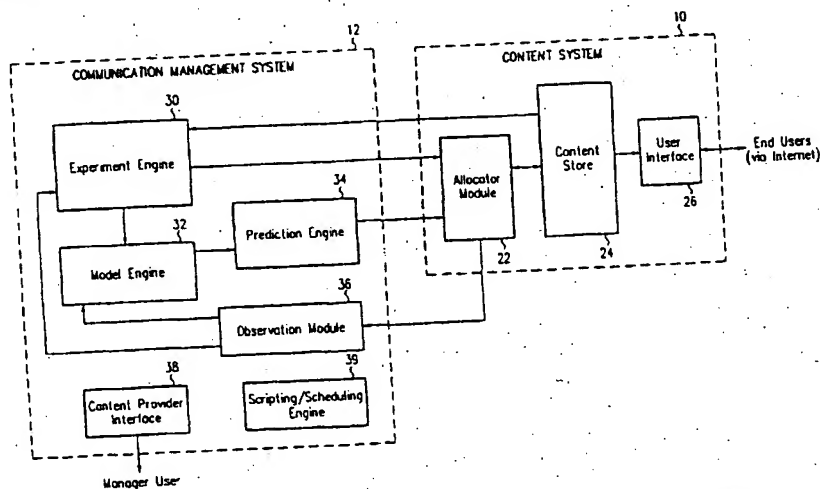 12
10
COMMUNICATION MANAGEMENT SYSTEM
CONTENT SYSTEM
30
Experiment Engine
Content
Store
User
Interface
End Users
(via Internet)
Allocator
Module
34
26
32
Prediction Engine
Model Engine
22
24
36
Observation Module
38
39
Content Provider
Interface
Scripting/Scheduling
Engine
Manager User